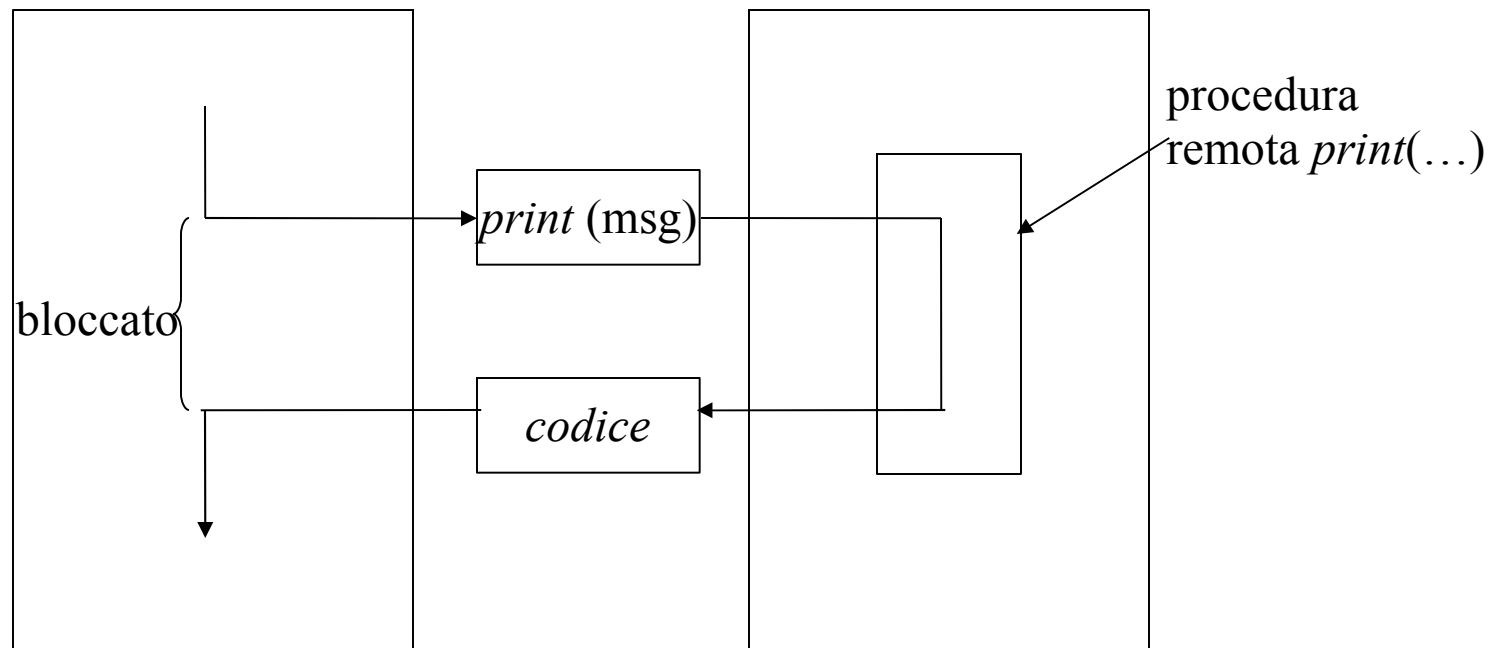 procedura
remota print(…)
print (msg)
bloccato
codice